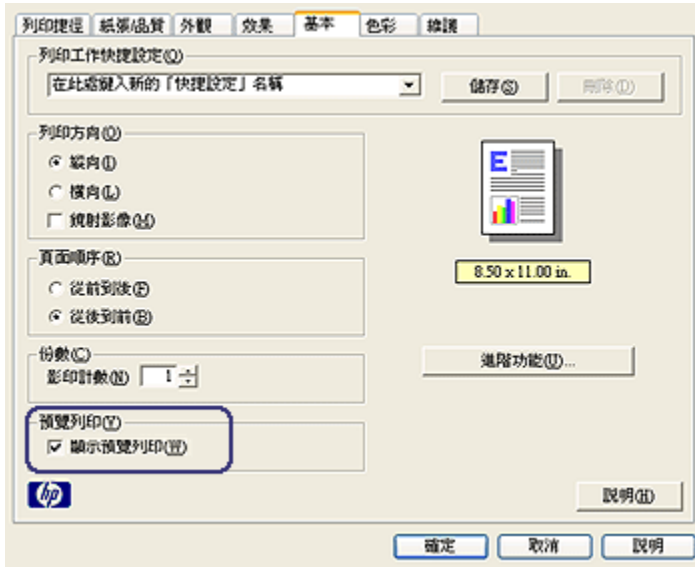 列印捷徑 紙張/品質 外觀 效果 基本 色彩 維護
列印工作快捷設定(Q)
在此處鍵入新的「快捷設定」名稱
儲存(S) 刪除(D)
列印方向(O)
縱向(I)
橫向(L)
鏡射影像(M)
E
8.50 x 11.00 in.
頁面順序(R)
從前到後(F)
從後到前(B)
份數(C)
影印計數(N) 1
進階功能(U)...
預覽列印(Y)
顯示預覽列印(W)
hp
說明(H)
確定 取消 說明